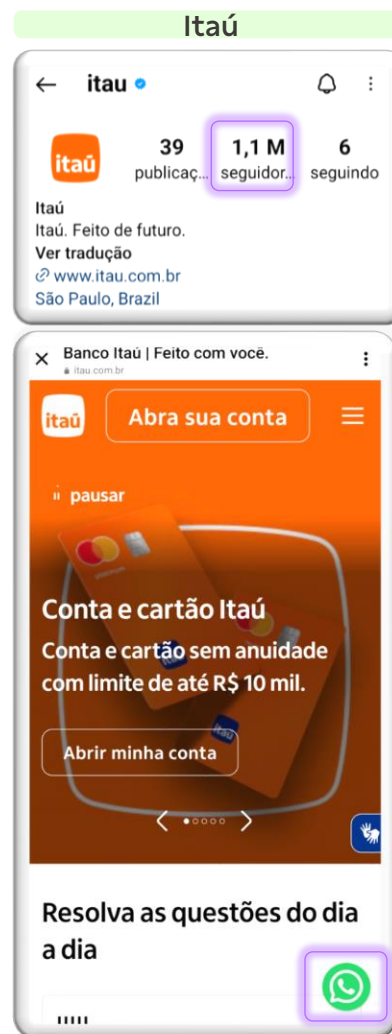 Itaú
itau
itaú
39 1,1 M 6
publicaç... seguidor... seguindo
Itaú
Itaú. Feito de futuro.
Ver tradução
www.itau.com.br
São Paulo, Brazil
Banco Itaú | Feito com você.
itau.com.br
itaú
Abra sua conta
pausar
platinum
Conta e cartão Itaú
Conta e cartão sem anuidade
com limite de até R$ 10 mil.
itaú
Abrir minha conta
Resolva as questões do dia
a dia